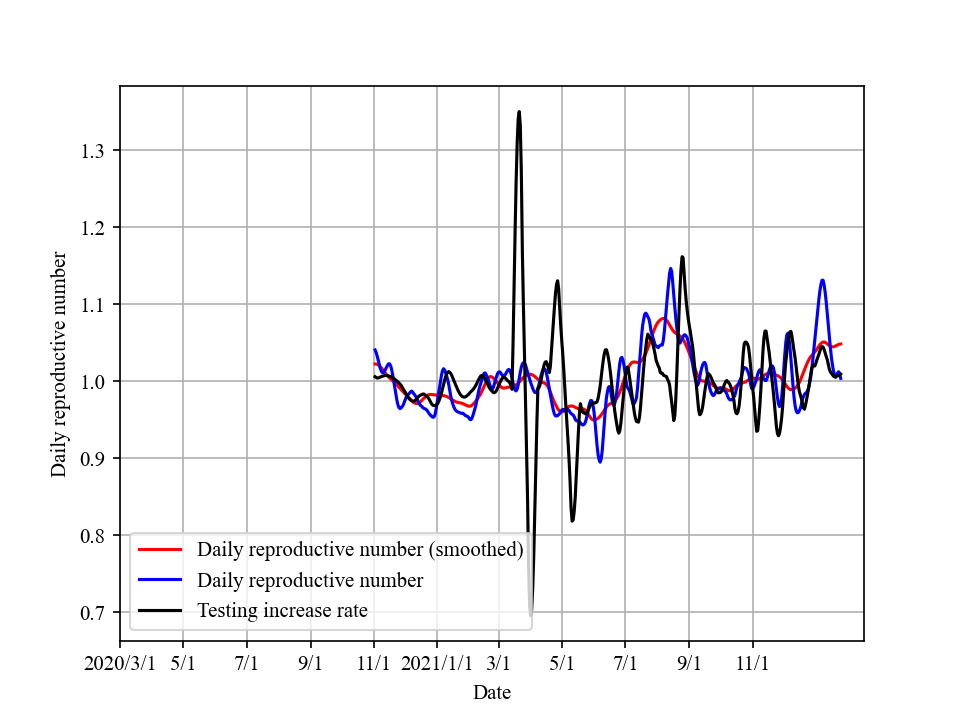 Daily reproductive number
1.3
1.2
1.1
1.0
0.9
0.8
0.7
Daily reproductive number (smoothed)
Daily reproductive number
Testing increase rate
2020/3/1 5/1 7/1 9/1 11/1 2021/1/1 3/1 5/1 7/1 9/1 11/1
Date